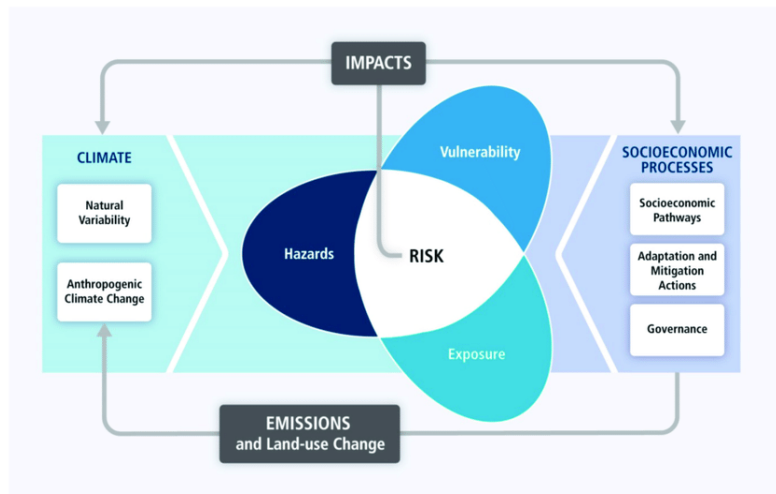 IMPACTS
CLIMATE
Natural
Variability
Anthropogenic
Climate Change
Vulnerability
Hazards
RISK
Exposure
SOCIOECONOMIC
PROCESSES
Socioeconomic
Pathways
Adaptation and
Mitigation
Actions
Governance
EMISSIONS
and Land-use Change